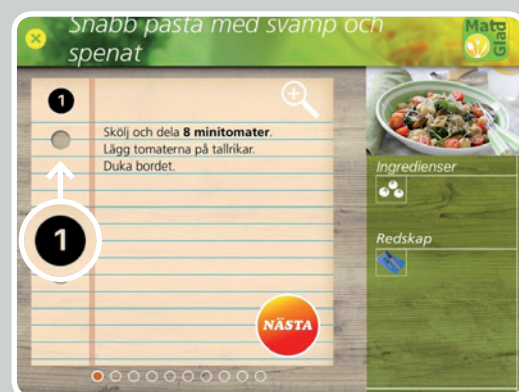 Snabb pasta med svamp och
spenat
Mat
Glad
1
Skölj och dela 8 minitomater.
Lägg tomaterna på tallrikar.
Duka bordet.
1
NÄSTA
Ingredienser
Redskap